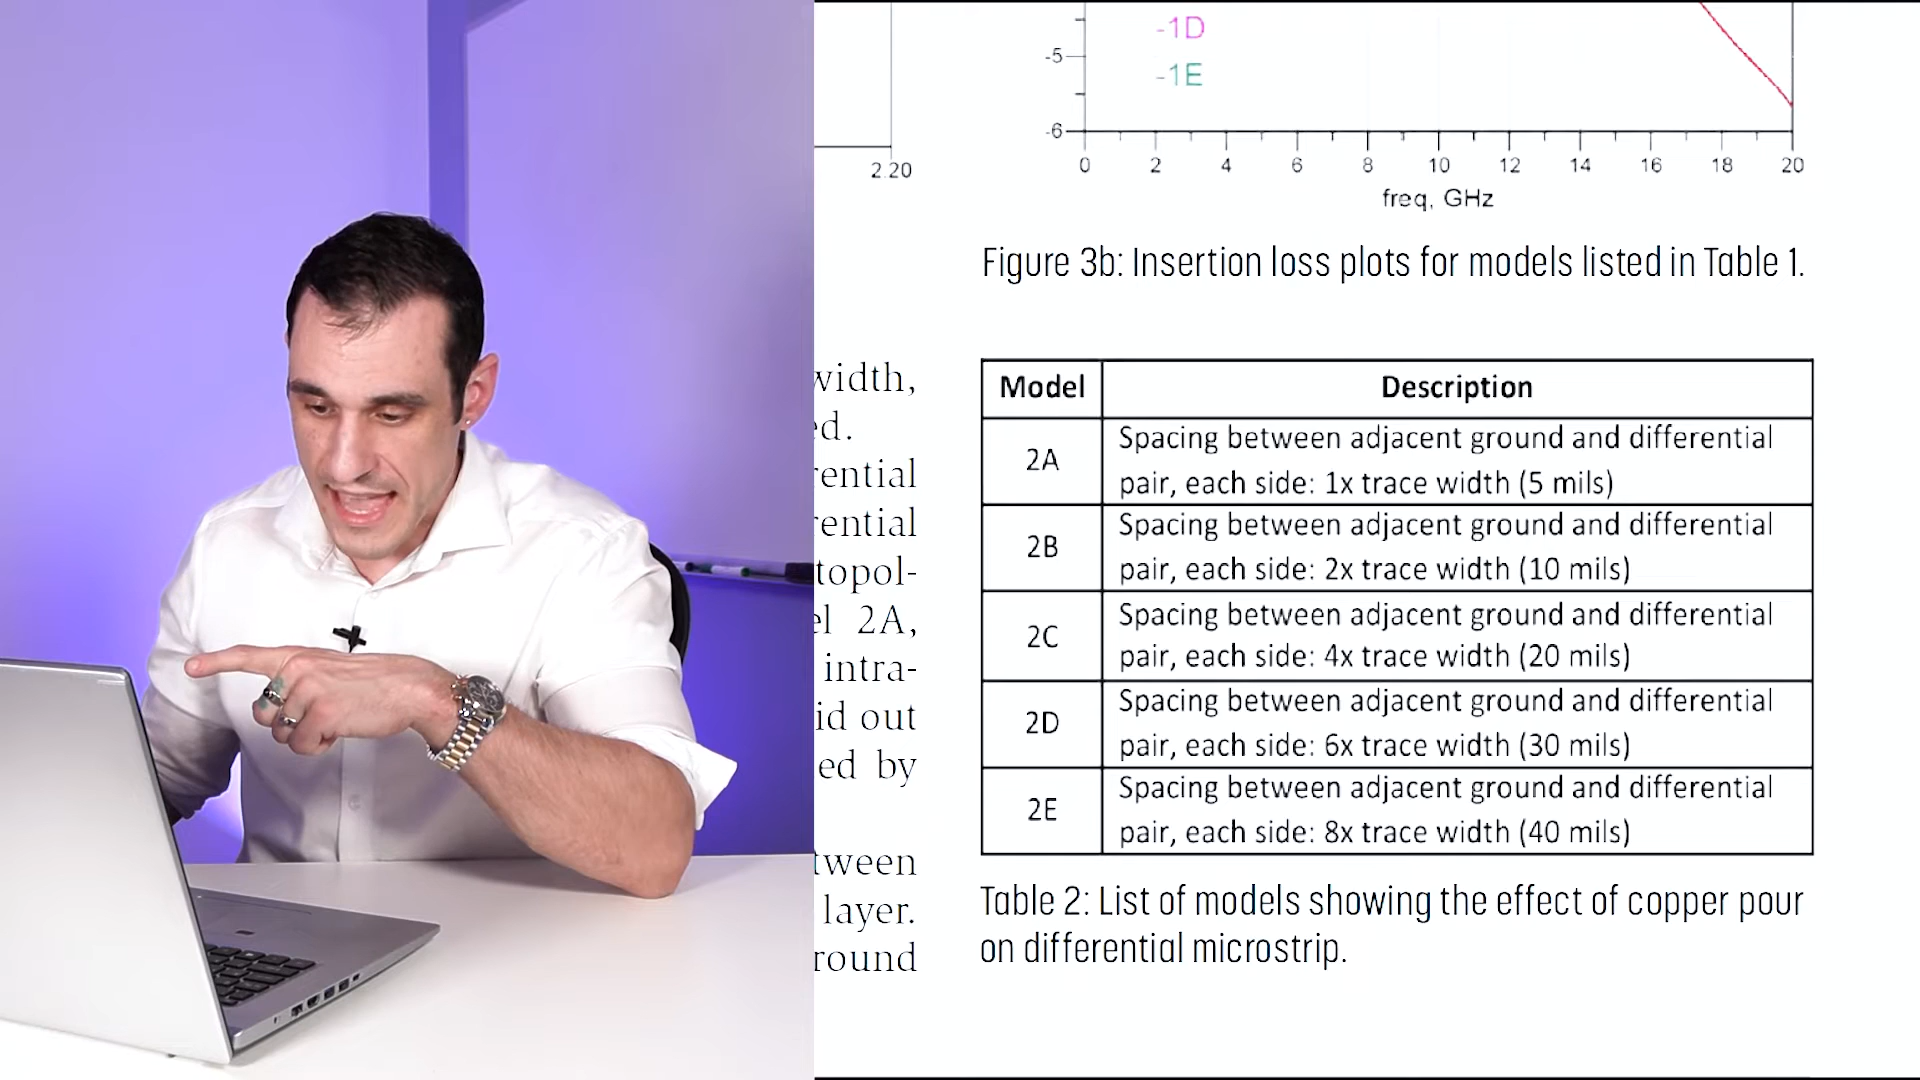 2.20
width,
ed.
rential
rential
topol-
el 2A,
intra-
id out
ed by
tween
layer.
round
-1D
-1E
-5
-6
0 2 4 6 8 10 12 14 16 18 20
freq, GHz
Figure 3b: Insertion loss plots for models listed in Table 1.
Model Description
2A Spacing between adjacent ground and differential
pair, each side: 1x trace width (5 mils)
2B Spacing between adjacent ground and differential
pair, each side: 2x trace width (10 mils)
2C Spacing between adjacent ground and differential
pair, each side: 4x trace width (20 mils)
2D Spacing between adjacent ground and differential
pair, each side: 6x trace width (30 mils)
2E Spacing between adjacent ground and differential
pair, each side: 8x trace width (40 mils)
Table 2: List of models showing the effect of copper pour
on differential microstrip.